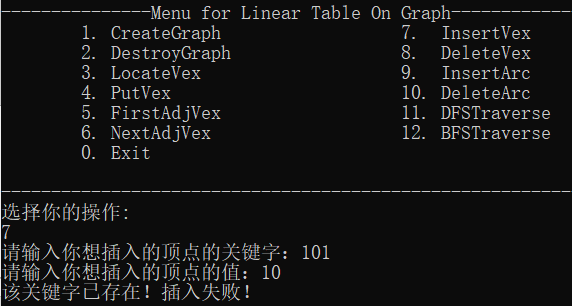 ---------------Menu for Linear Table On Graph------------
1. CreateGraph 7. InsertVex
2. DestroyGraph 8. DeleteVex
3. LocateVex 9. InsertArc
4. PutVex 10. DeleteArc
5. FirstAdjVex 11. DFSTraverse
6. NextAdjVex 12. BFSTraverse
0. Exit
---------------------------------------------------------
选择你的操作:
7
请输入你想插入的顶点的关键字：101
请输入你想插入的顶点的值：10
该关键字已存在！插入失败！